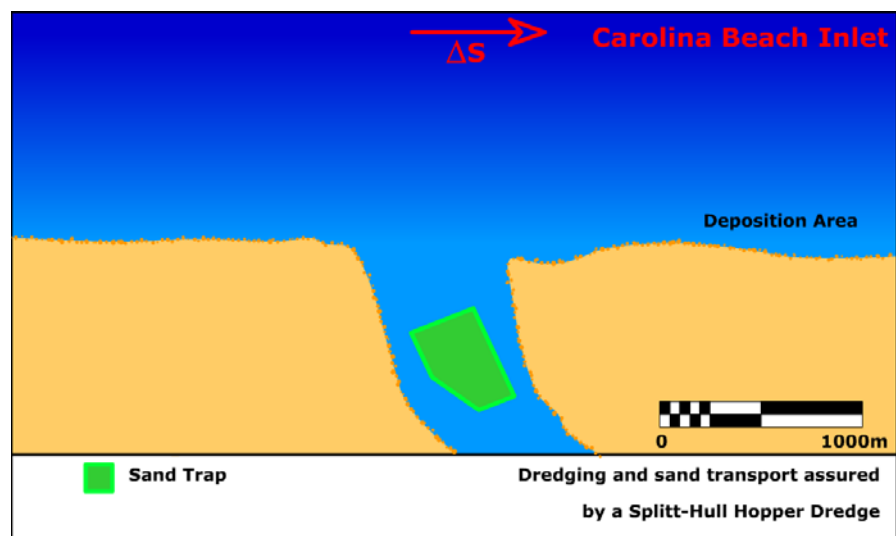 Carolina Beach Inlet
ΔS
Deposition Area
0 1000m
Sand Trap
Dredging and sand transport assured
by a Splitt-Hull Hopper Dredge